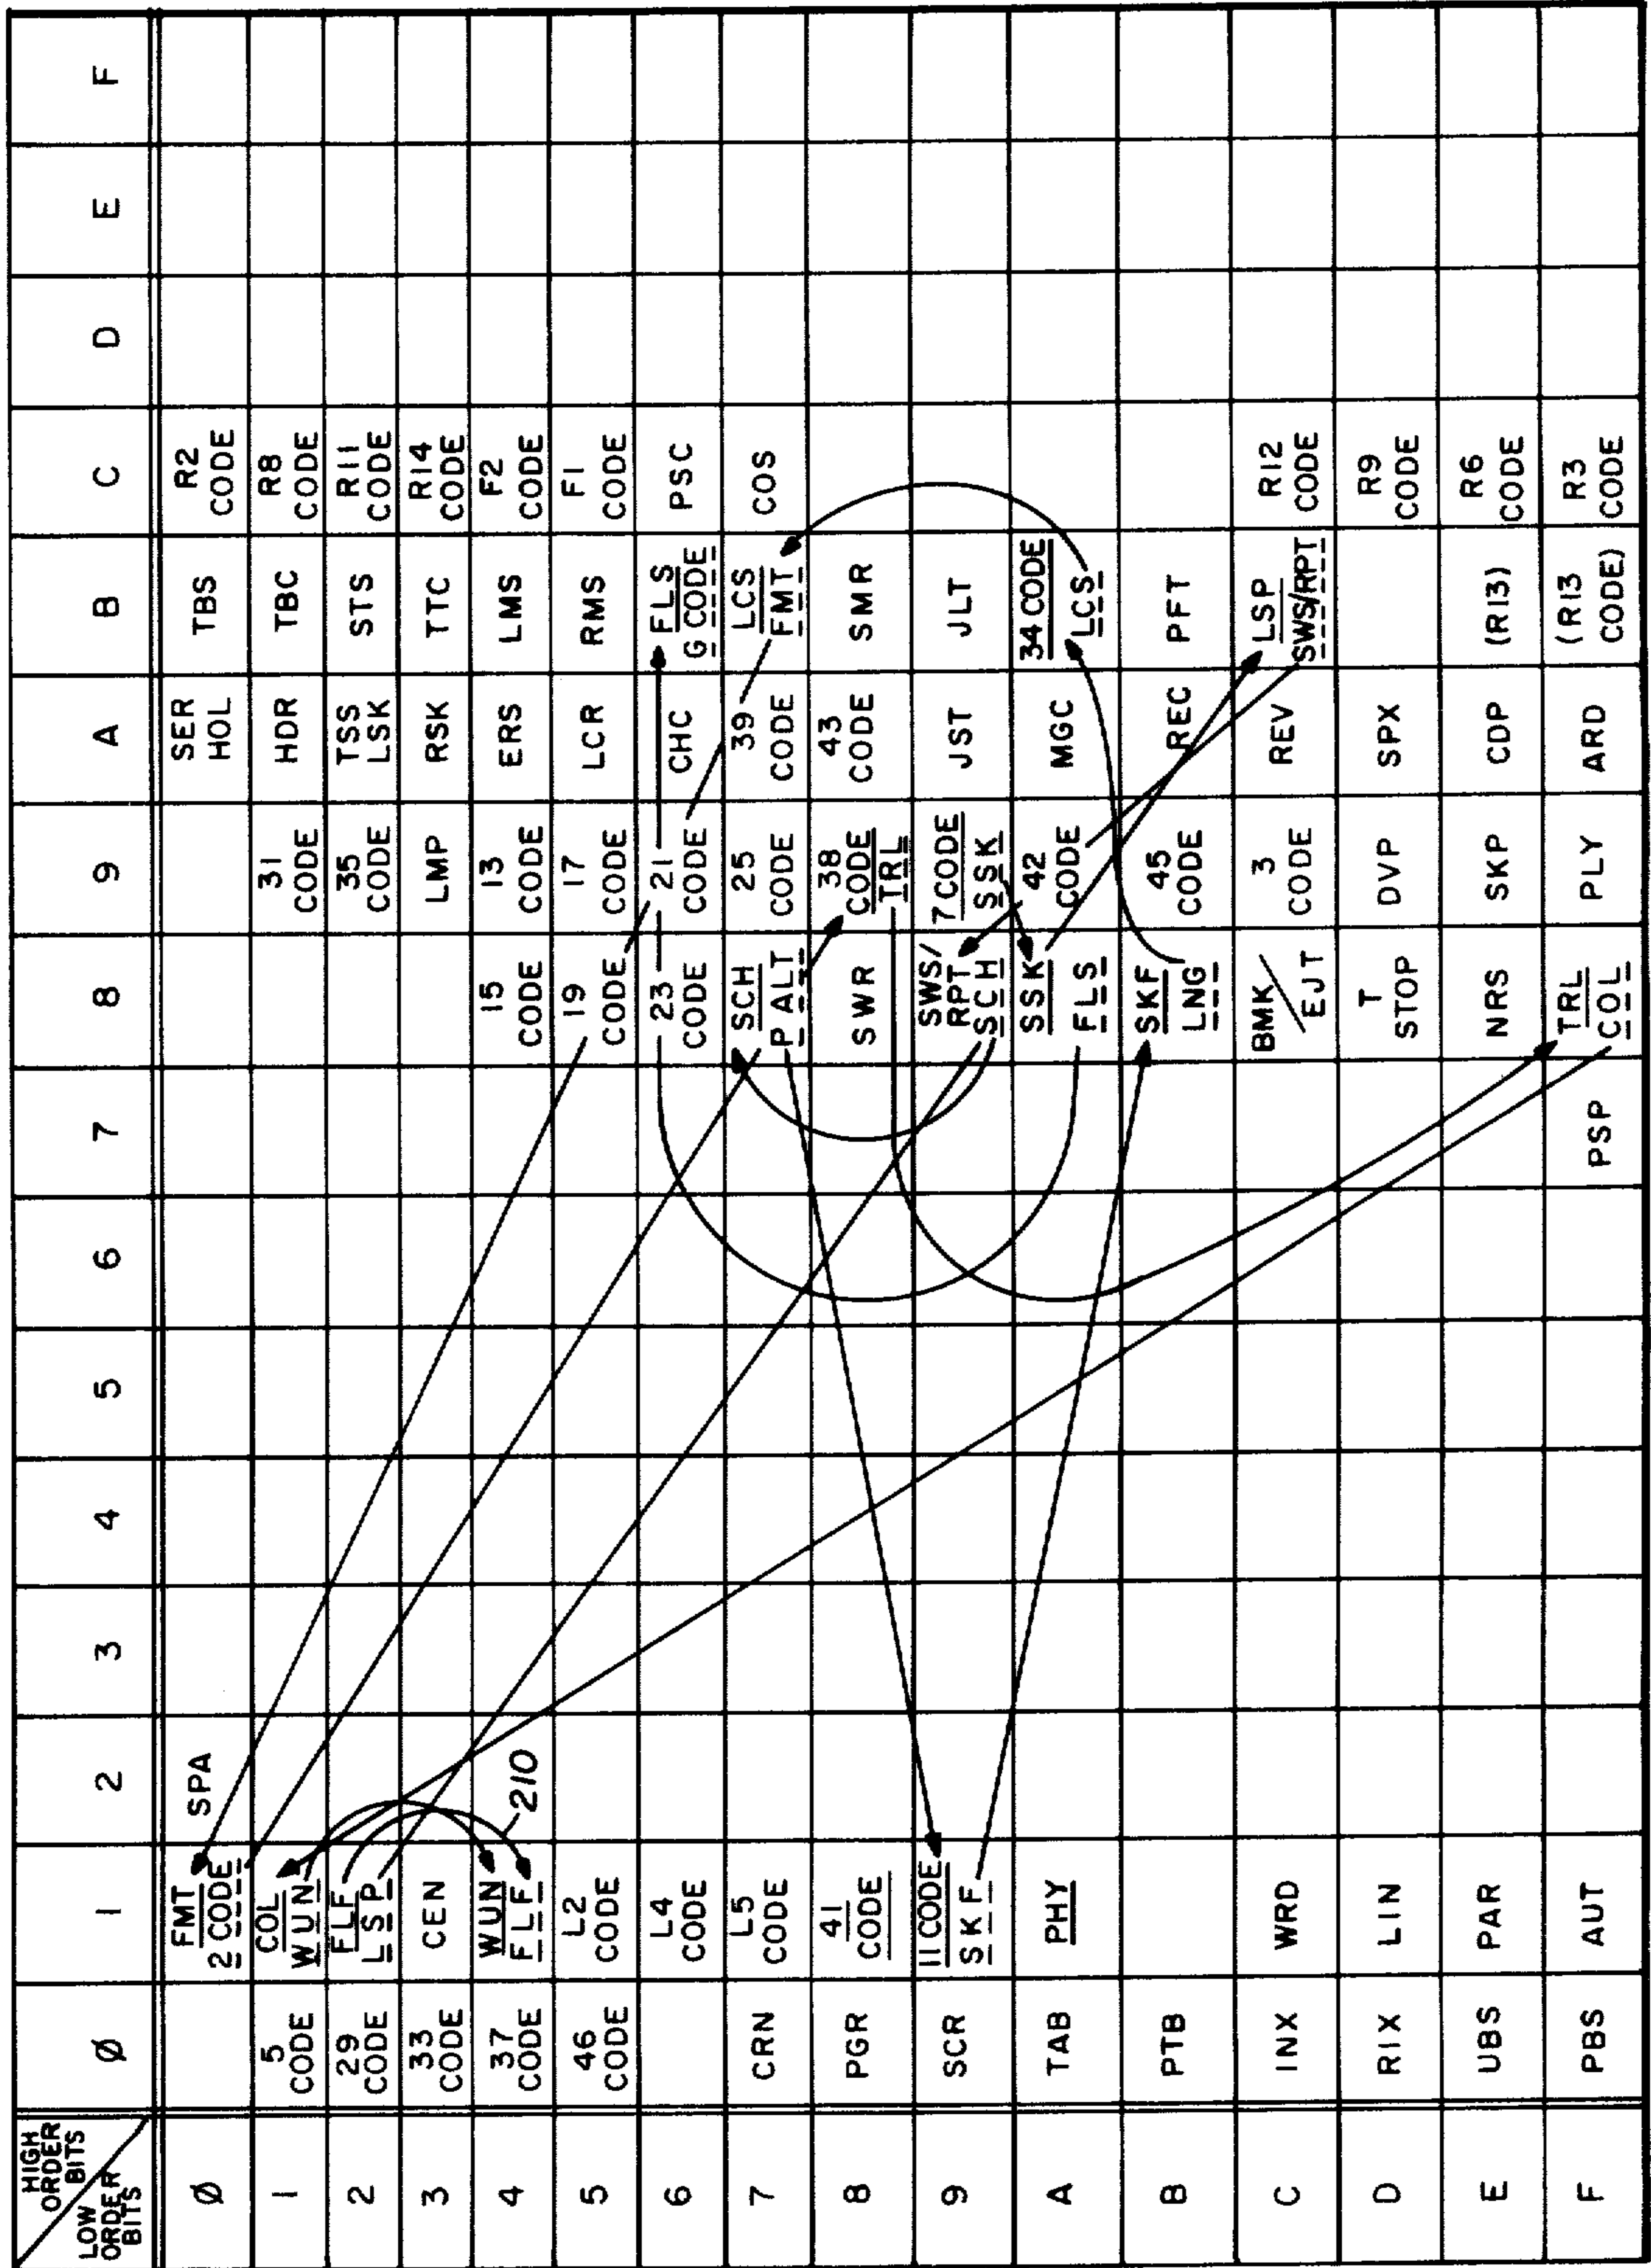 HIGH
ORDER
BITS
LOW
ORDER
BITS
Ø 1 2 3 4 5 6 7 8 9 A B C D E F
Ø
FMT
2 CODE
SPA
SER
HOL
TBS
R2
CODE
1
5
CODE
COL
WUN
31
CODE
HDR
TBC
R8
CODE
2
29
CODE
FLF
LSP
35
CODE
TSS
LSK
STS
R11
CODE
3
33
CODE
CEN
LMP
RSK
TTC
R14
CODE
4
37
CODE
WUN
FLF
210
15
CODE
13
CODE
ERS
LMS
F2
CODE
5
46
CODE
L2
CODE
19
CODE
17
CODE
LCR
RMS
F1
CODE
6
L4
CODE
23
CODE
21
CODE
CHC
FLS
G CODE
PSC
7
CRN
L5
CODE
SCH
P ALT
25
CODE
39
CODE
LCS
FMT
COS
8
PGR
41
CODE
SWR
38
CODE
TRL
43
CODE
SMR
9
SCR
11 CODE
SKF
SWS/
RPT
SCH
7 CODE
SSK
JST
JLT
A
TAB
PHY
SSK
FLS
42
CODE
MGC
34 CODE
LCS
B
PTB
SKF
LNG
45
CODE
REC
PFT
C
INX
WRD
BMK/
EJT
3
CODE
REV
LSP
SWS/RPT
R12
CODE
D
RIX
LIN
T
STOP
DVP
SPX
R9
CODE
E
UBS
PAR
NRS
SKP
CDP
(R13)
R6
CODE
F
PBS
AUT
PSP
TRL
COL
PLY
ARD
(R13
CODE)
R3
CODE